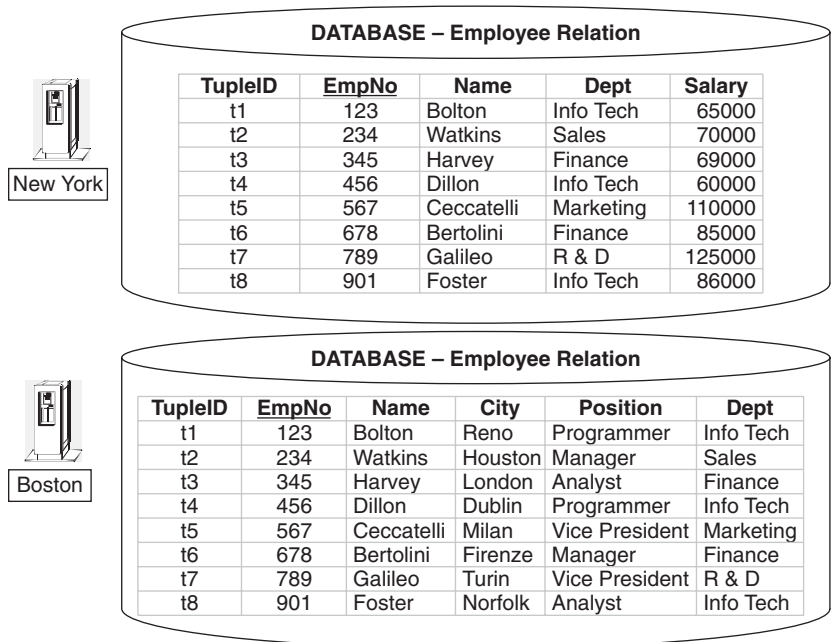 DATABASE – Employee Relation
TupleID EmpNo Name Dept Salary
t1 123 Bolton Info Tech 65000
t2 234 Watkins Sales 70000
t3 345 Harvey Finance 69000
t4 456 Dillon Info Tech 60000
t5 567 Ceccatelli Marketing 110000
t6 678 Bertolini Finance 85000
t7 789 Galileo R & D 125000
t8 901 Foster Info Tech 86000
New York
DATABASE – Employee Relation
TupleID EmpNo Name City Position Dept
t1 123 Bolton Reno Programmer Info Tech
t2 234 Watkins Houston Manager Sales
t3 345 Harvey London Analyst Finance
t4 456 Dillon Dublin Programmer Info Tech
t5 567 Ceccatelli Milan Vice President Marketing
t6 678 Bertolini Firenze Manager Finance
t7 789 Galileo Turin Vice President R & D
t8 901 Foster Norfolk Analyst Info Tech
Boston